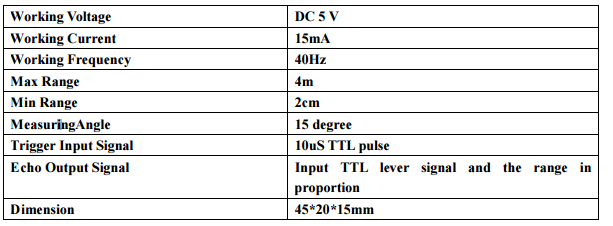 Working Voltage DC 5 V
Working Current 15mA
Working Frequency 40Hz
Max Range 4m
Min Range 2cm
MeasuringAngle 15 degree
Trigger Input Signal 10uS TTL pulse
Echo Output Signal Input TTL lever signal and the range in
proportion
Dimension 45*20*15mm